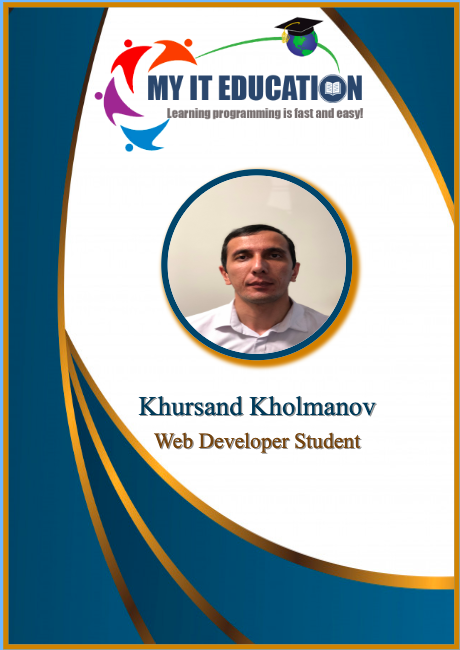 MY IT EDUCATION
Learning programming is fast and easy!
Khursand Kholmanov
Web Developer Student